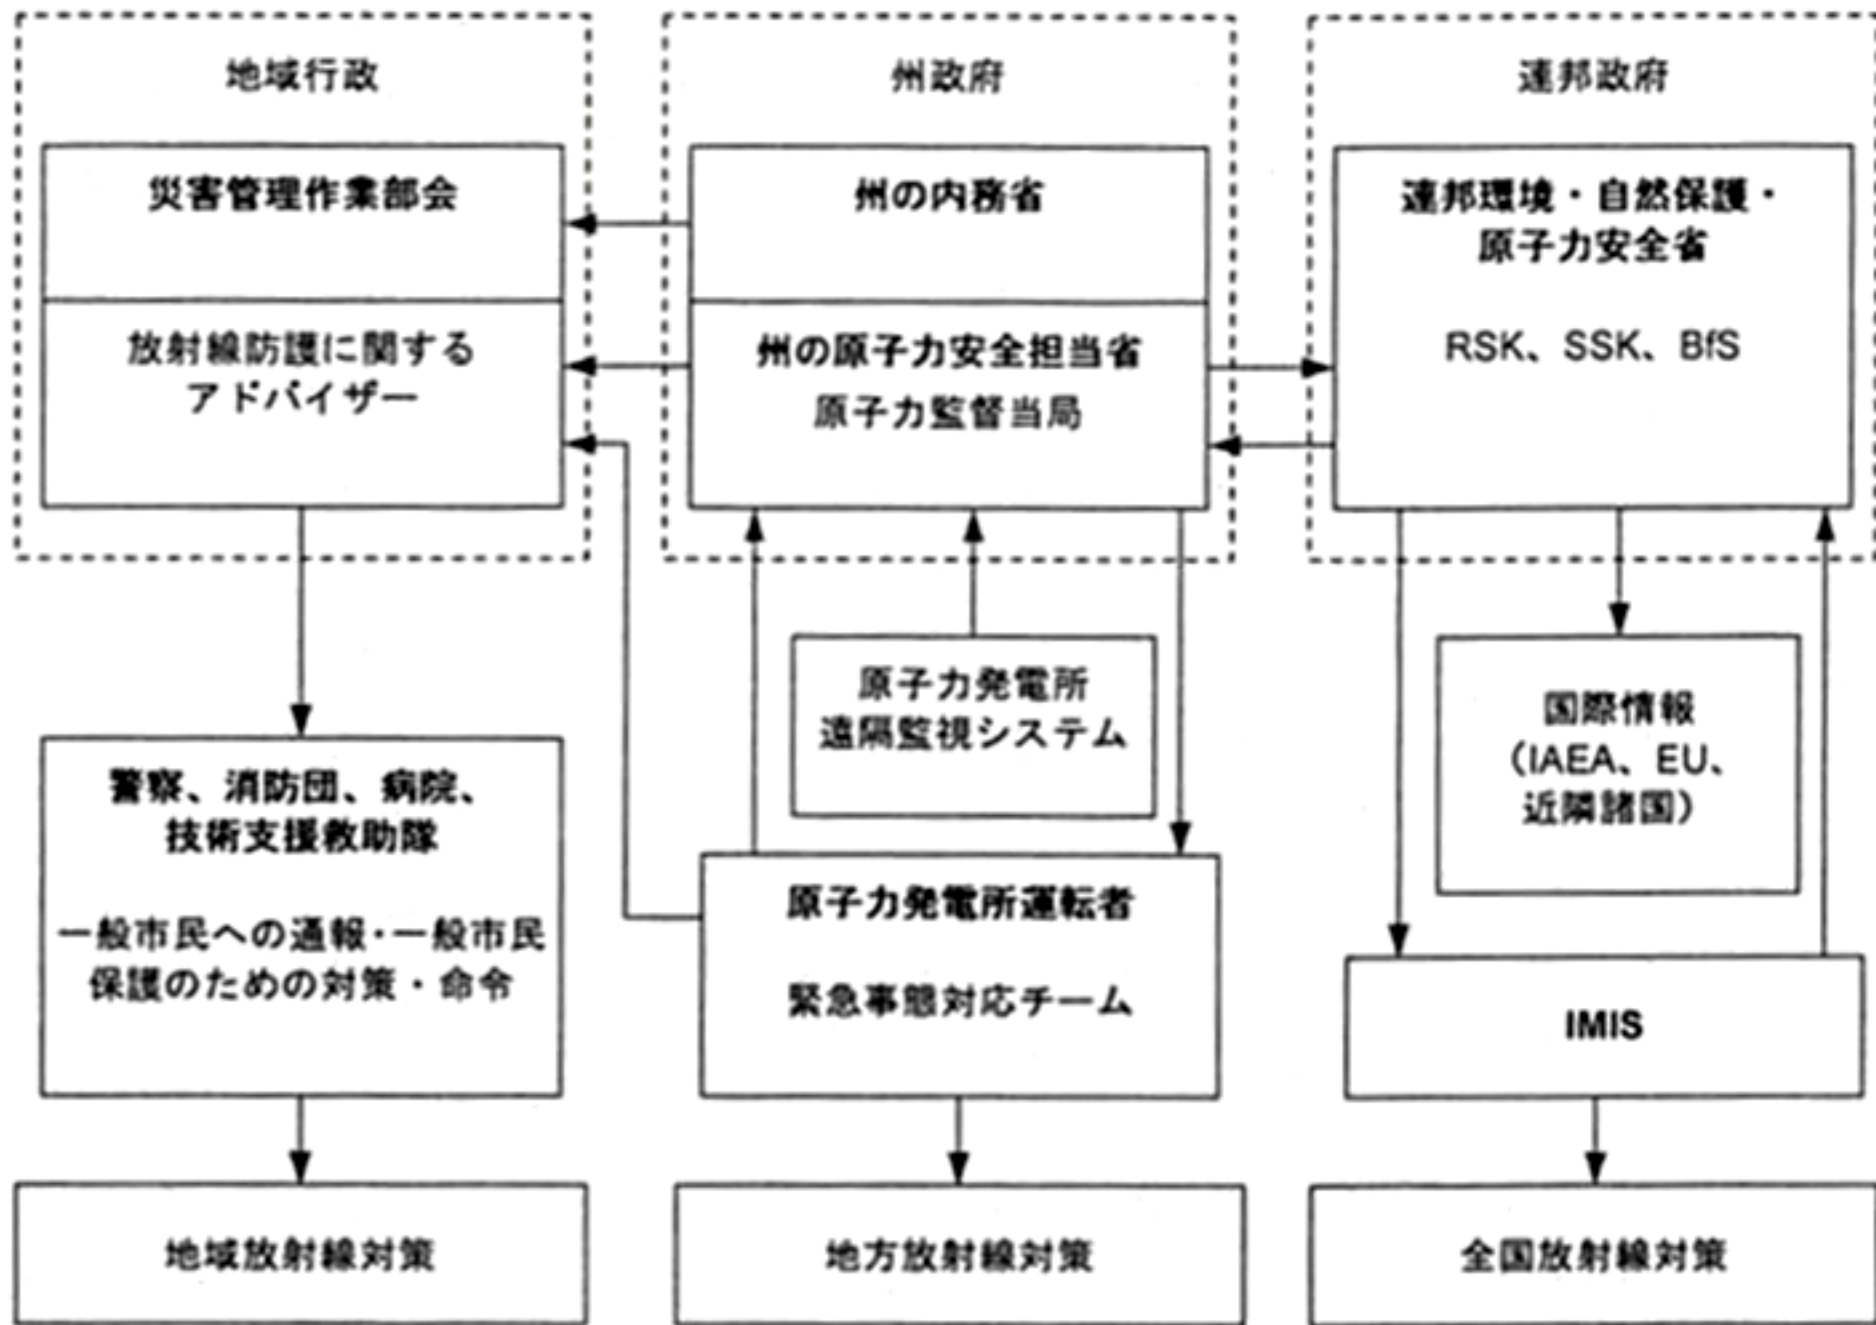 地域行政
災害管理作業部会
放射線防護に関する
アドバイザー
警察、消防団、病院、
技術支援救助隊
一般市民への通報・一般市民
保護のための対策・命令
地域放射線対策
州政府
州の内務省
州の原子力安全担当省
原子力監督当局
原子力発電所
遠隔監視システム
原子力発電所運転者
緊急事態対応チーム
地方放射線対策
連邦政府
連邦環境・自然保護・
原子力安全省
RSK、SSK、BfS
国際情報
（IAEA、EU、
近隣諸国）
IMIS
全国放射線対策